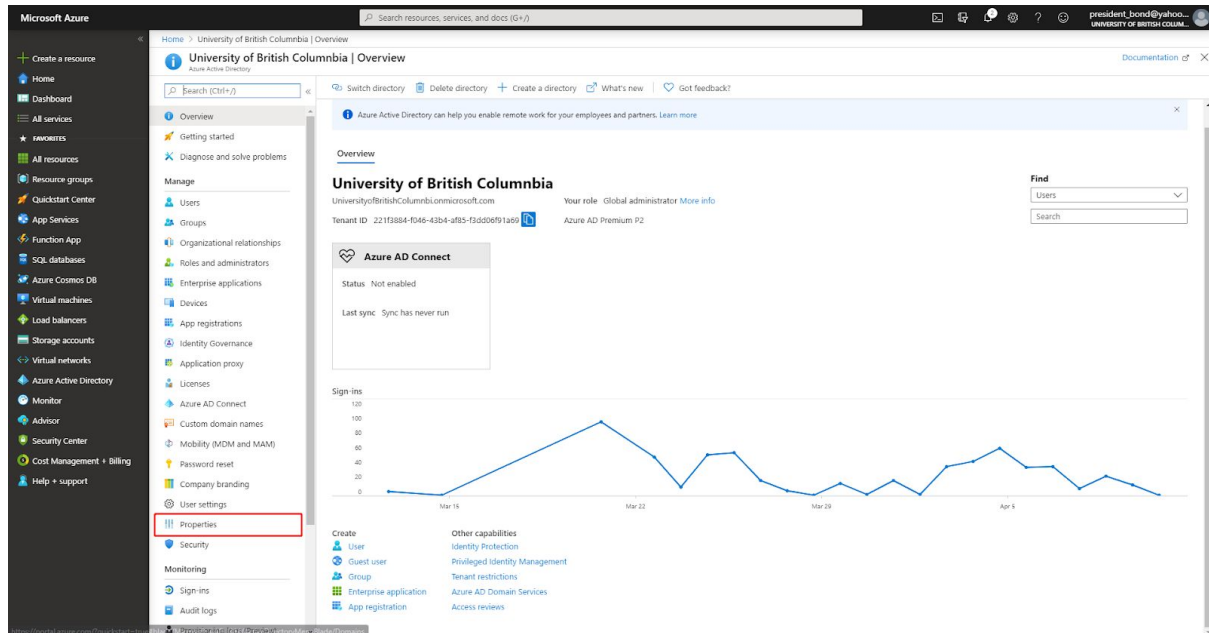 Microsoft Azure
Search resources, services, and docs (G+/)
president_bond@yahoo...
UNIVERSITY OF BRITISH COLUM...
Create a resource
Home
Dashboard
All services
FAVORITES
All resources
Resource groups
Quickstart Center
App Services
Function App
SQL databases
Azure Cosmos DB
Virtual machines
Load balancers
Storage accounts
Virtual networks
Azure Active Directory
Monitor
Advisor
Security Center
Cost Management + Billing
Help + support
Home > University of British Columnbia | Overview
University of British Columnbia | Overview
Azure Active Directory
Documentation
Search (Ctrl+/)
Overview
Getting started
Diagnose and solve problems
Manage
Users
Groups
Organizational relationships
Roles and administrators
Enterprise applications
Devices
App registrations
Identity Governance
Application proxy
Licenses
Azure AD Connect
Custom domain names
Mobility (MDM and MAM)
Password reset
Company branding
User settings
Properties
Security
Monitoring
Sign-ins
Audit logs
Switch directory Delete directory Create a directory What's new Got feedback?
Azure Active Directory can help you enable remote work for your employees and partners. Learn more
Overview
University of British Columnbia
UniversityofBritishColumnbi.onmicrosoft.com
Your role Global administrator More info
Tenant ID 221f3884-f046-43b4-af85-f3dd06f91a69
Azure AD Premium P2
Find
Users
Search
Azure AD Connect
Status Not enabled
Last sync Sync has never run
Sign-ins
120
100
80
60
40
20
0
Mar 15 Mar 22 Mar 29 Apr 5
Create
User
Guest user
Group
Enterprise application
App registration
Other capabilities
Identity Protection
Privileged Identity Management
Tenant restrictions
Azure AD Domain Services
Access reviews